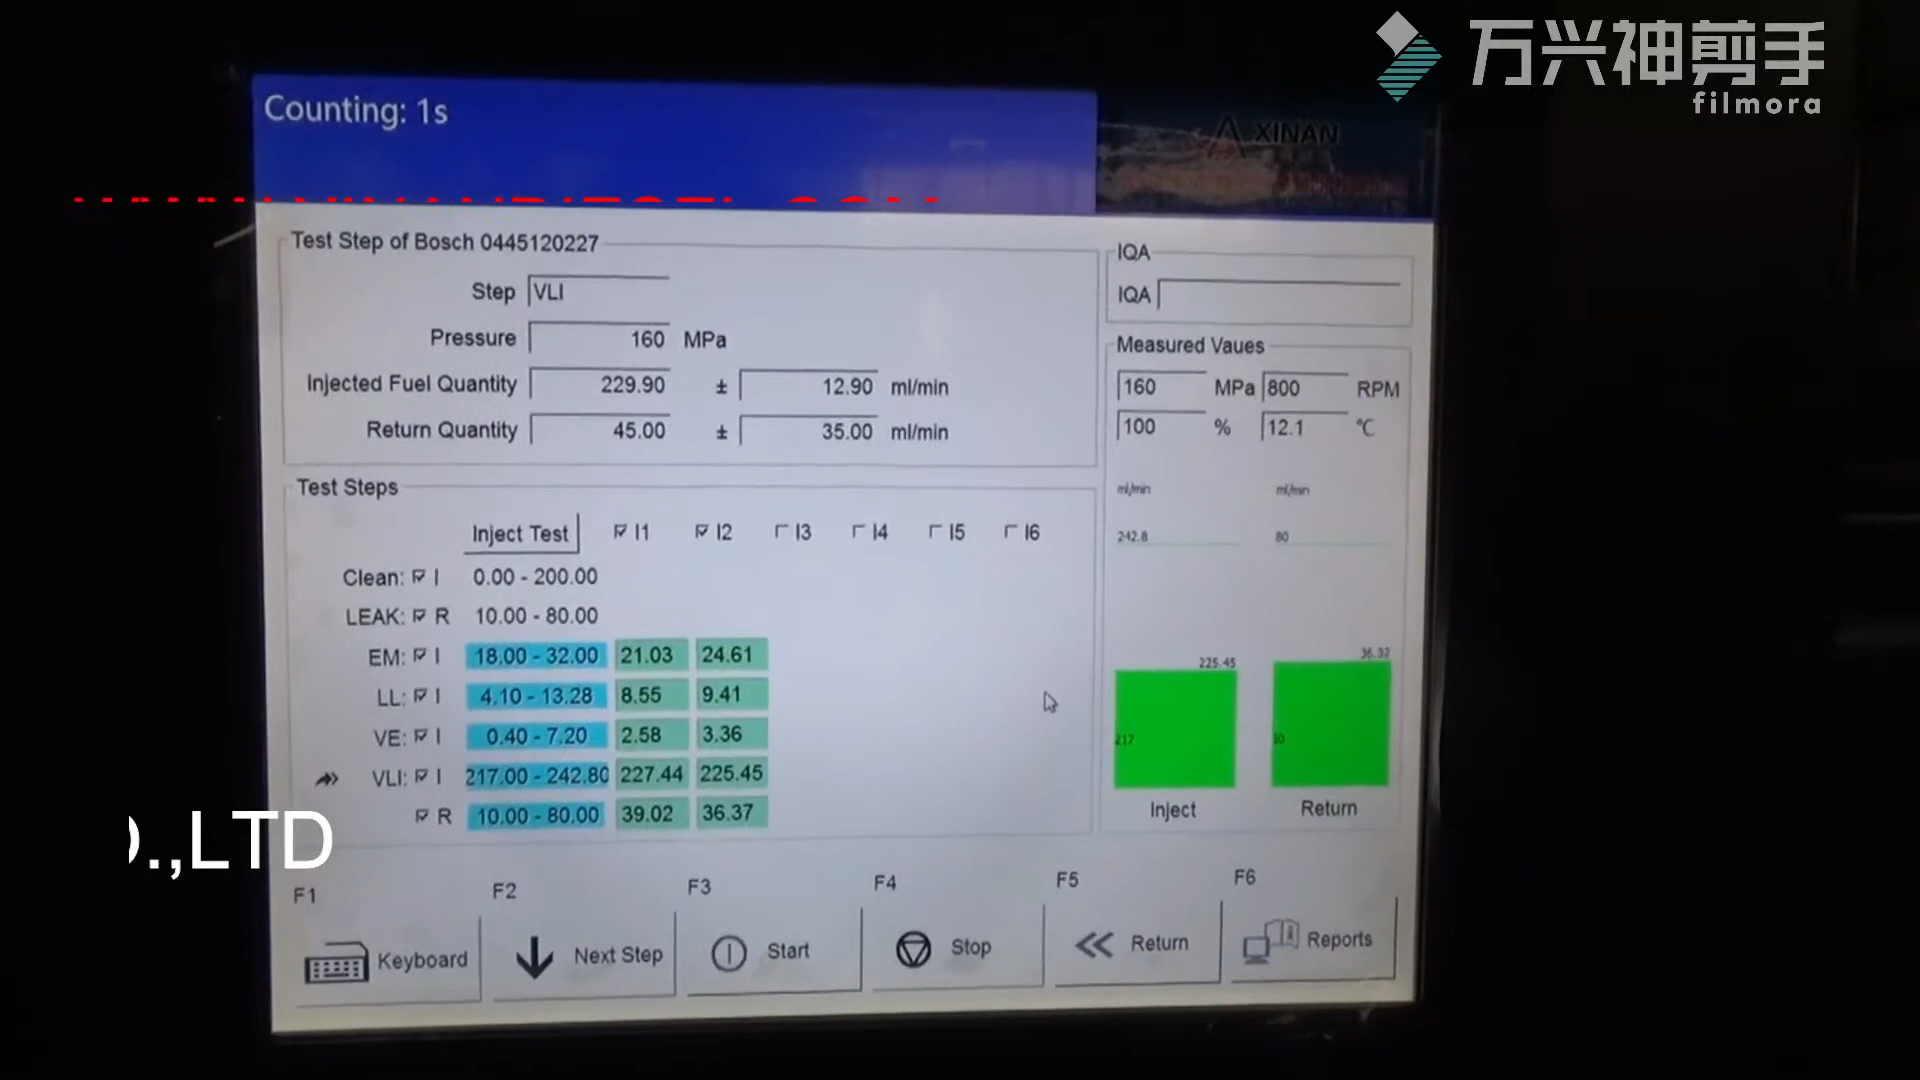 万兴神剪手
filmora
Counting: 1s
XINAN
Test Step of Bosch 0445120227
Step VLI
Pressure 160 MPa
Injected Fuel Quantity 229.90 ± 12.90 ml/min
Return Quantity 45.00 ± 35.00 ml/min
IQA
IQA
Measured Vaues
160 MPa 800 RPM
100 % 12.1 ℃
ml/min ml/min
242.8 80
225.45 36.37
217 10
Inject Return
Test Steps
Inject Test I1 I2 I3 I4 I5 I6
Clean: I 0.00 - 200.00
LEAK: R 10.00 - 80.00
EM: I 18.00 - 32.00 21.03 24.61
LL: I 4.10 - 13.28 8.55 9.41
VE: I 0.40 - 7.20 2.58 3.36
VLI: I 217.00 - 242.80 227.44 225.45
R 10.00 - 80.00 39.02 36.37
.,LTD
F1 F2 F3 F4 F5 F6
Keyboard Next Step Start Stop Return Reports